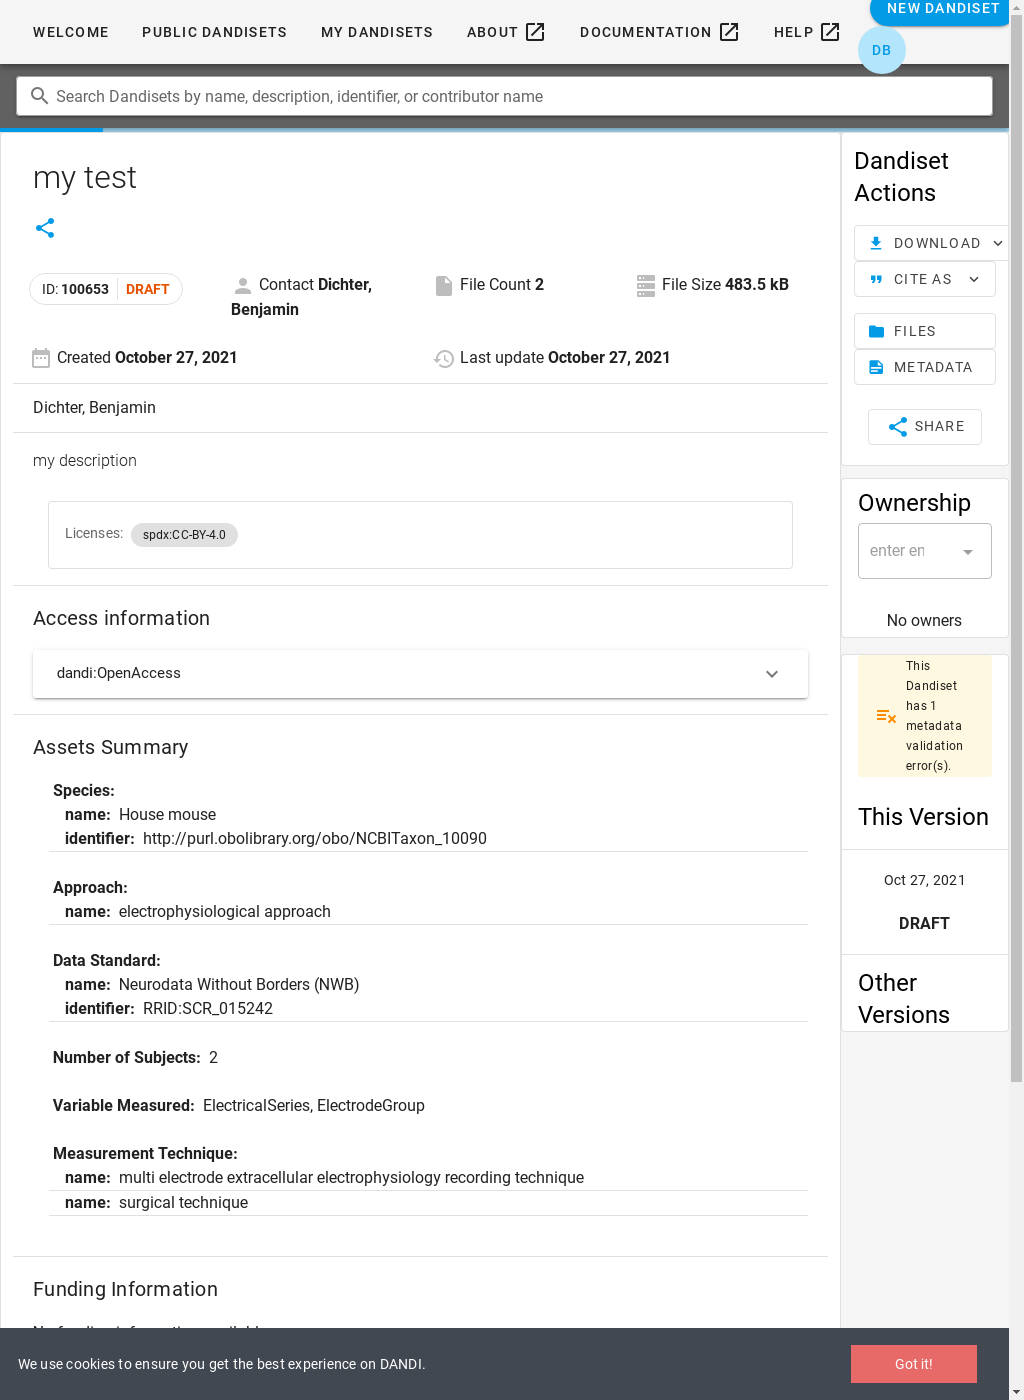 WELCOME
PUBLIC DANDISETS
MY DANDISETS
ABOUT
DOCUMENTATION
HELP
NEW DANDISET
DB
Search Dandisets by name, description, identifier, or contributor name
my test
ID: 100653
DRAFT
Contact Dichter,
Benjamin
File Count 2
File Size 483.5 kB
Created October 27, 2021
Last update October 27, 2021
Dichter, Benjamin
my description
Licenses:
spdx:CC-BY-4.0
Access information
dandi:OpenAccess
Assets Summary
Species:
name: House mouse
identifier: http://purl.obolibrary.org/obo/NCBITaxon_10090
Approach:
name: electrophysiological approach
Data Standard:
name: Neurodata Without Borders (NWB)
identifier: RRID:SCR_015242
Number of Subjects: 2
Variable Measured: ElectricalSeries, ElectrodeGroup
Measurement Technique:
name: multi electrode extracellular electrophysiology recording technique
name: surgical technique
Funding Information
Dandiset
Actions
DOWNLOAD
CITE AS
FILES
METADATA
SHARE
Ownership
enter en
No owners
This
Dandiset
has 1
metadata
validation
error(s).
This Version
Oct 27, 2021
DRAFT
Other
Versions
We use cookies to ensure you get the best experience on DANDI.
Got it!